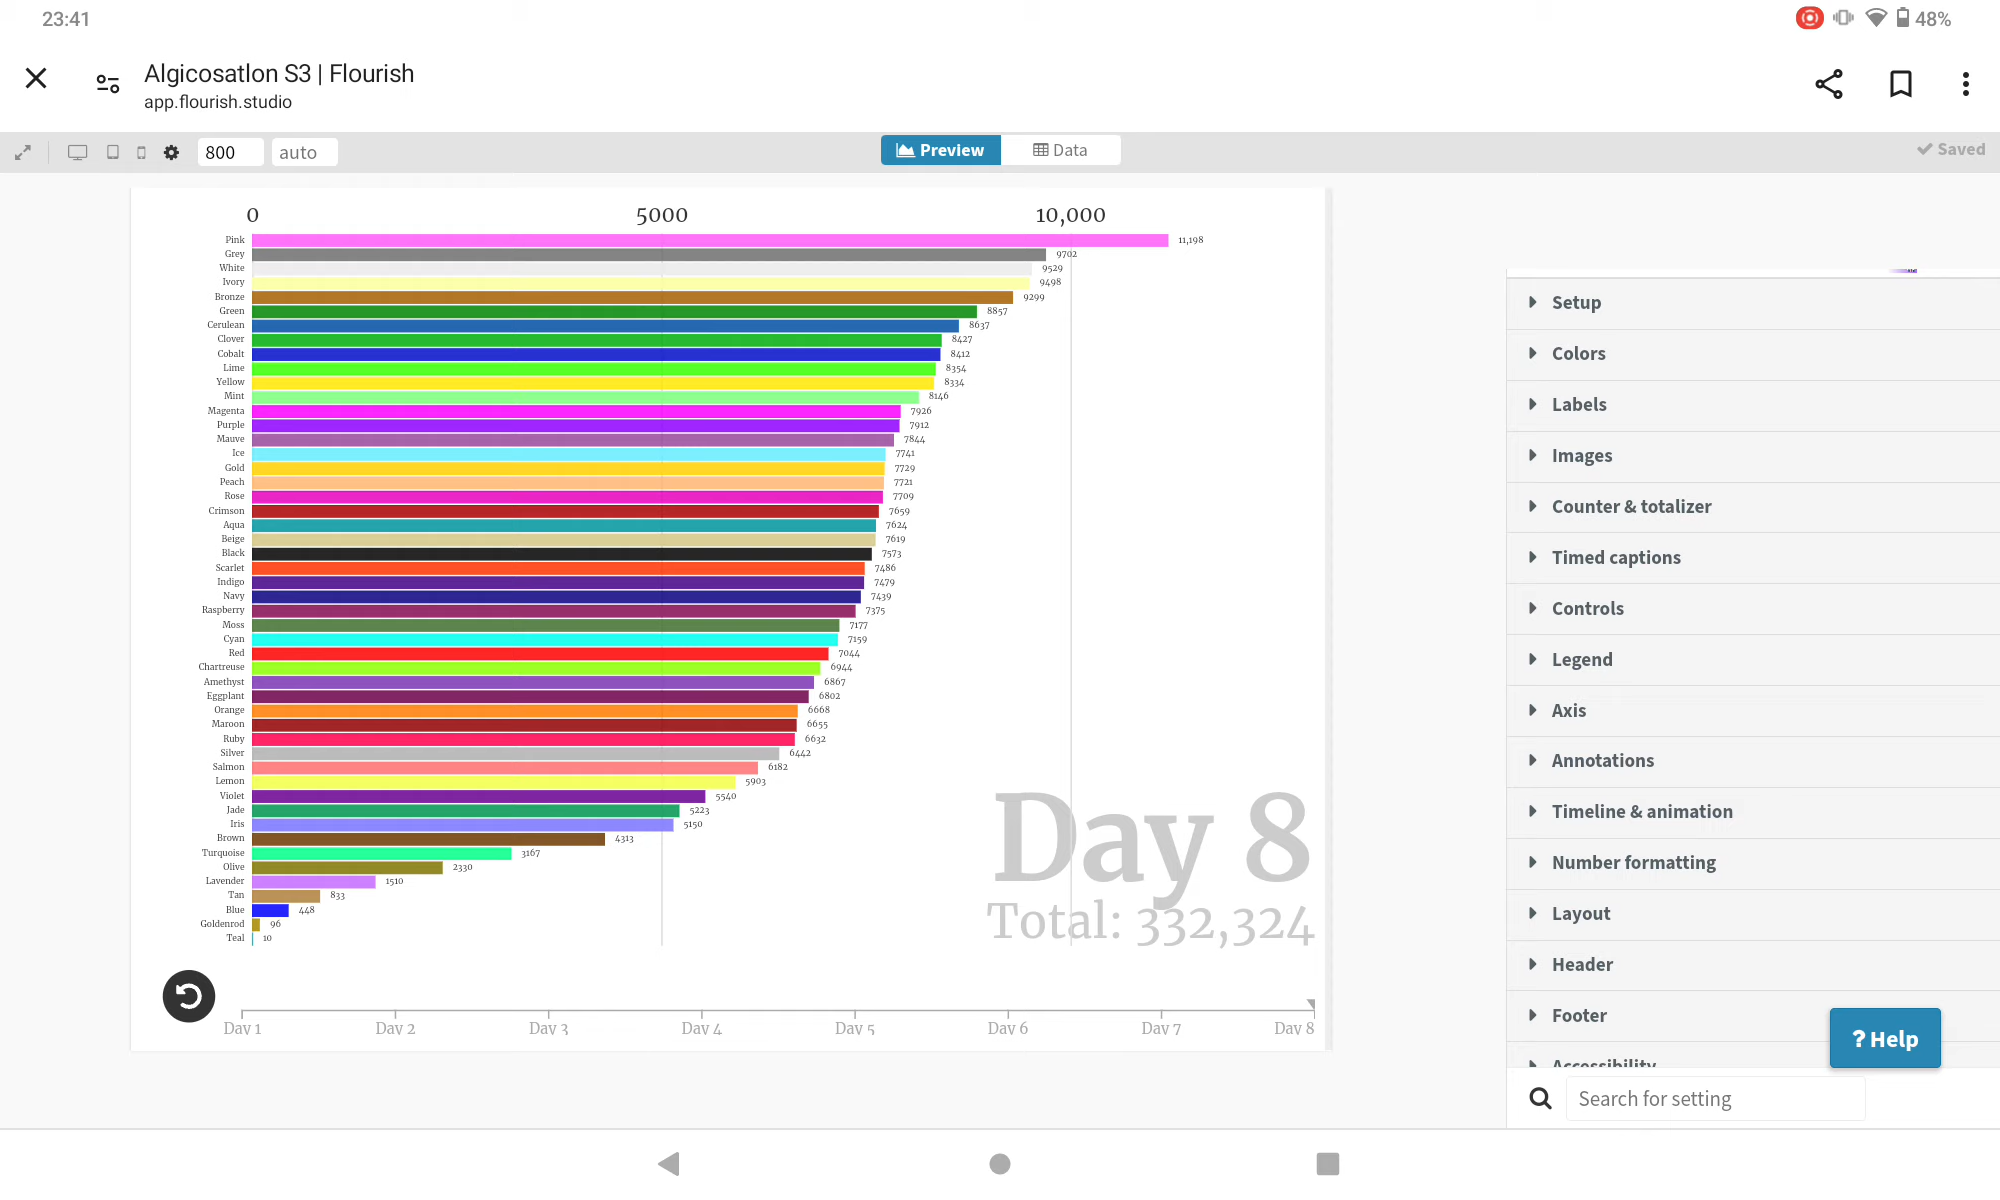 23:41
48%
Algicosatlon S3 | Flourish
app.flourish.studio
800
auto
Preview
Data
Saved
0
5000
10,000
Pink 11,198
Grey 9702
White 9529
Ivory 9498
Bronze 9299
Green 8857
Cerulean 8637
Clover 8427
Cobalt 8412
Lime 8354
Yellow 8334
Mint 8146
Magenta 7926
Purple 7912
Mauve 7844
Ice 7741
Gold 7729
Peach 7721
Rose 7709
Crimson 7659
Aqua 7624
Beige 7619
Black 7573
Scarlet 7486
Indigo 7479
Navy 7439
Raspberry 7375
Moss 7177
Cyan 7159
Red 7044
Chartreuse 6944
Amethyst 6867
Eggplant 6802
Orange 6668
Maroon 6655
Ruby 6632
Silver 6442
Salmon 6182
Lemon 5903
Violet 5540
Jade 5223
Iris 5150
Brown 4313
Turquoise 3167
Olive 2330
Lavender 1510
Tan 833
Blue 448
Goldenrod 96
Teal 10
Day 8
Total: 332,324
Day 1
Day 2
Day 3
Day 4
Day 5
Day 6
Day 7
Day 8
Setup
Colors
Labels
Images
Counter & totalizer
Timed captions
Controls
Legend
Axis
Annotations
Timeline & animation
Number formatting
Layout
Header
Footer
Accessibility
? Help
Search for setting